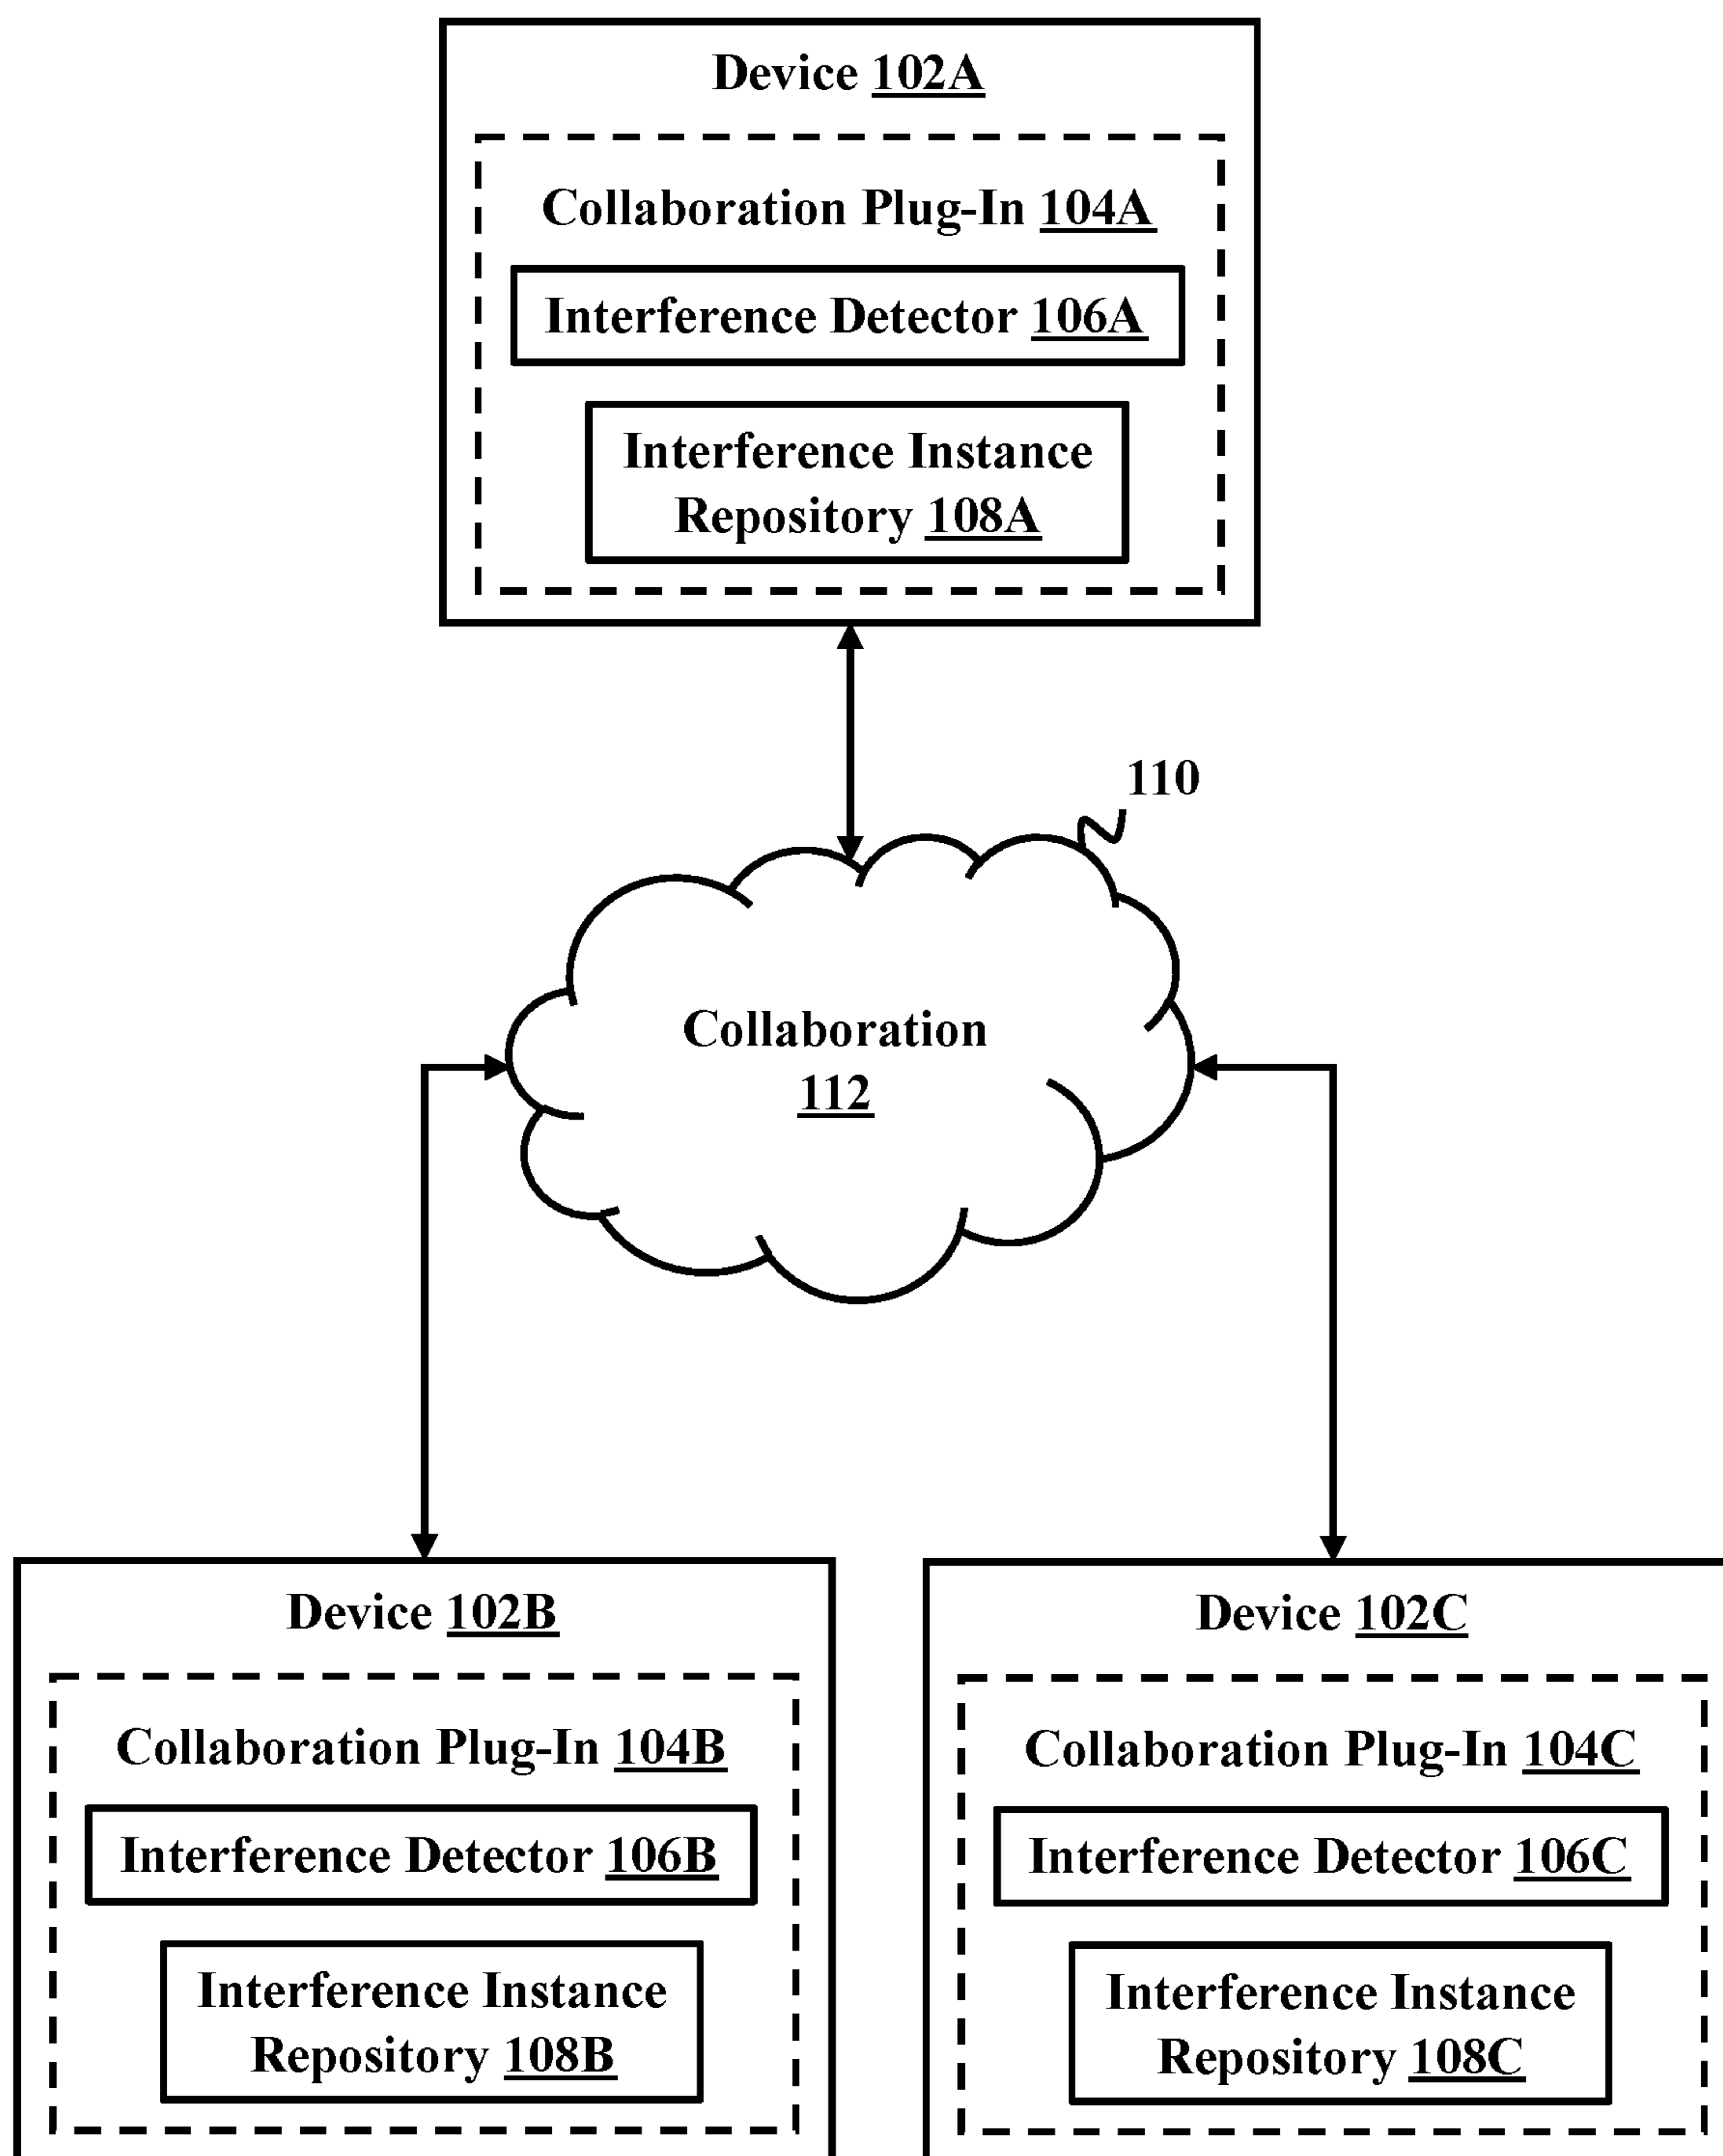 Device 102A
Collaboration Plug-In 104A
Interference Detector 106A
Interference Instance
Repository 108A
110
Collaboration
112
Device 102B
Collaboration Plug-In 104B
Interference Detector 106B
Interference Instance
Repository 108B
Device 102C
Collaboration Plug-In 104C
Interference Detector 106C
Interference Instance
Repository 108C